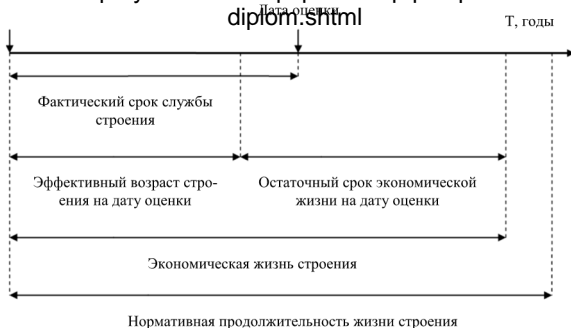 diplom.shtml
Дата оценки
Т, годы
Фактический срок службы
строения
Эффективный возраст стро-
ения на дату оценки
Остаточный срок экономической
жизни на дату оценки
Экономическая жизнь строения
Нормативная продолжительность жизни строения